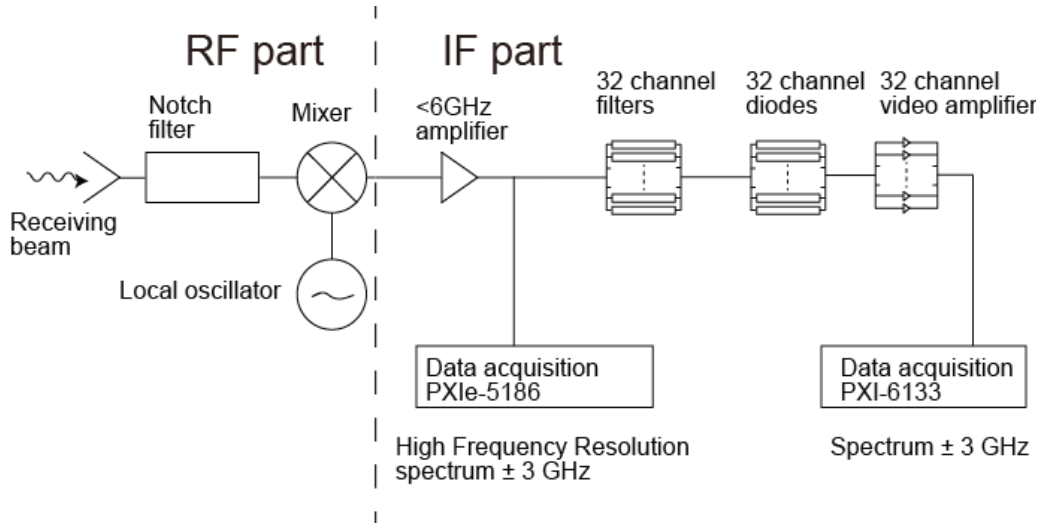 RF part
IF part
Notch
filter
Mixer
<6GHz
amplifier
32 channel
filters
32 channel
diodes
32 channel
video amplifier
Receiving
beam
Local oscillator
Data acquisition
PXIe-5186
Data acquisition
PXI-6133
High Frequency Resolution
spectrum ± 3 GHz
Spectrum ± 3 GHz